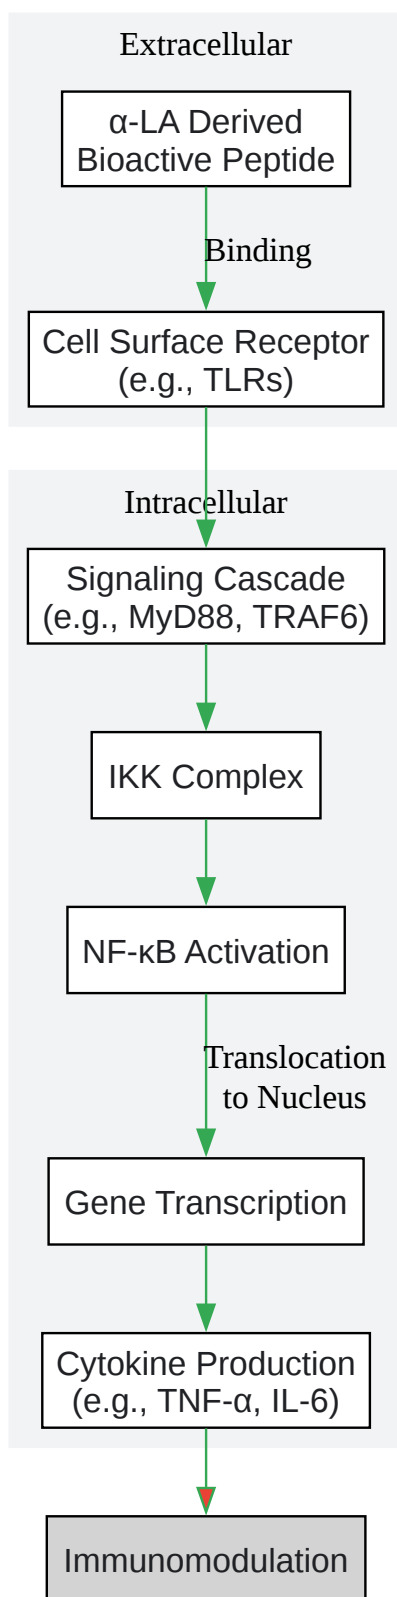 Extracellular
α-LA Derived
Bioactive Peptide
Binding
Cell Surface Receptor
(e.g., TLRs)
Intracellular
Signaling Cascade
(e.g., MyD88, TRAF6)
IKK Complex
NF-κB Activation
Translocation
to Nucleus
Gene Transcription
Cytokine Production
(e.g., TNF-α, IL-6)
Immunomodulation